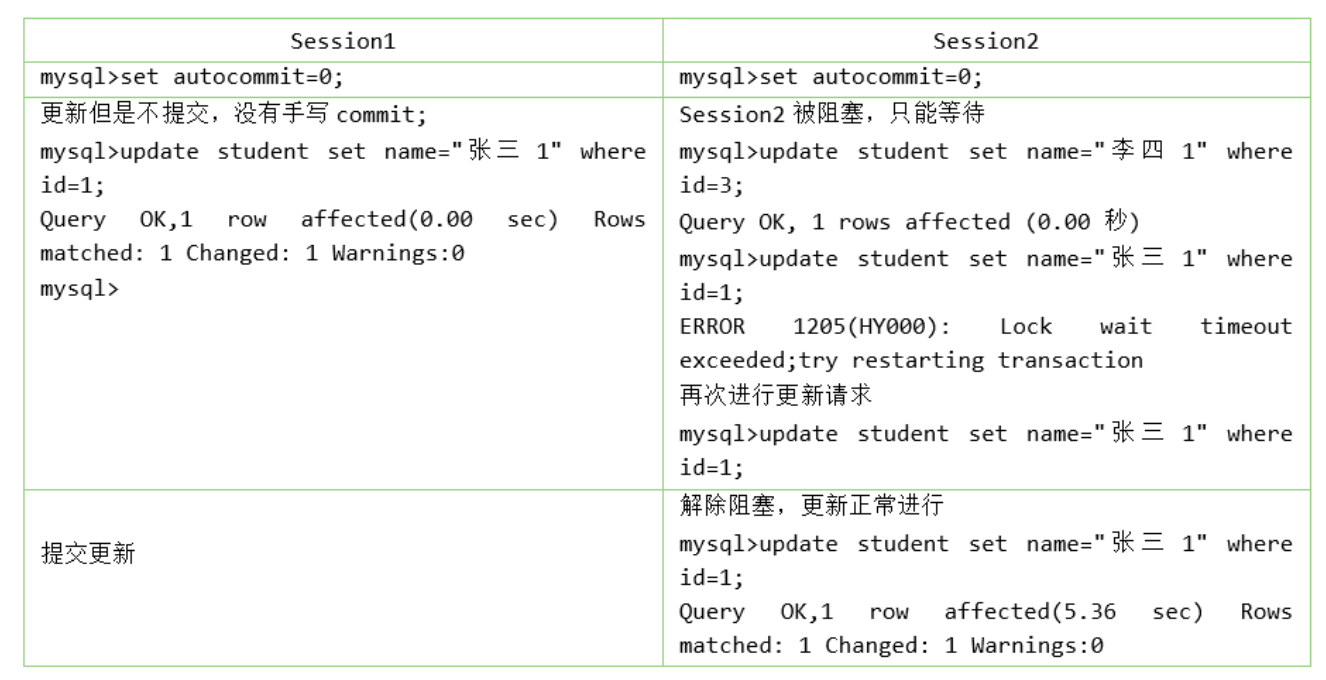 Session1
Session2
mysql>set autocommit=0;
mysql>set autocommit=0;
更新但是不提交，没有手写 commit;
mysql>update student set name="张三 1" where
id=1;
Query OK,1 row affected(0.00 sec) Rows
matched: 1 Changed: 1 Warnings:0
mysql>
Session2 被阻塞，只能等待
mysql>update student set name="李四 1" where
id=3;
Query OK, 1 rows affected (0.00 秒)
mysql>update student set name="张三 1" where
id=1;
ERROR 1205(HY000): Lock wait timeout
exceeded;try restarting transaction
再次进行更新请求
mysql>update student set name="张三 1" where
id=1;
提交更新
解除阻塞，更新正常进行
mysql>update student set name="张三 1" where
id=1;
Query OK,1 row affected(5.36 sec) Rows
matched: 1 Changed: 1 Warnings:0